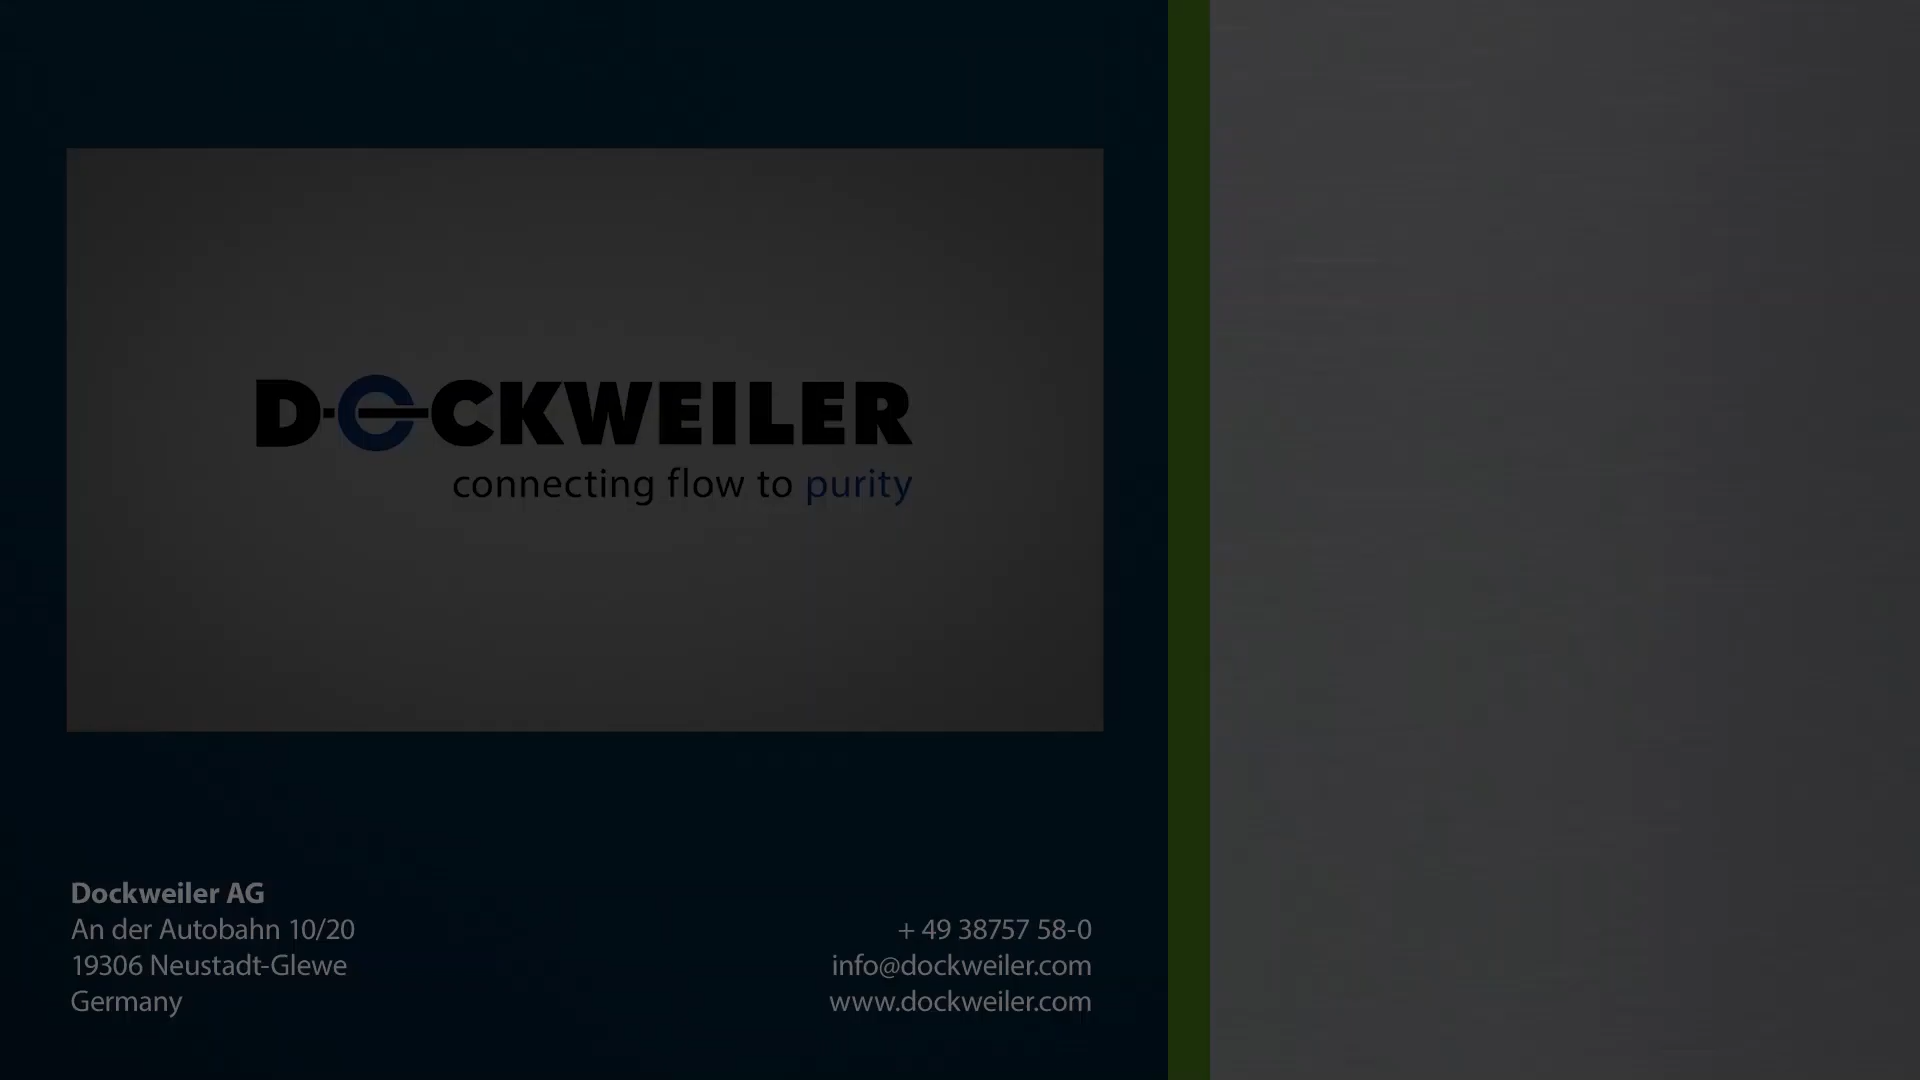 DOCKWEILER
connecting flow to purity
Dockweiler AG
An der Autobahn 10/20
19306 Neustadt-Glewe
Germany
+ 49 38757 58-0
info@dockweiler.com
www.dockweiler.com